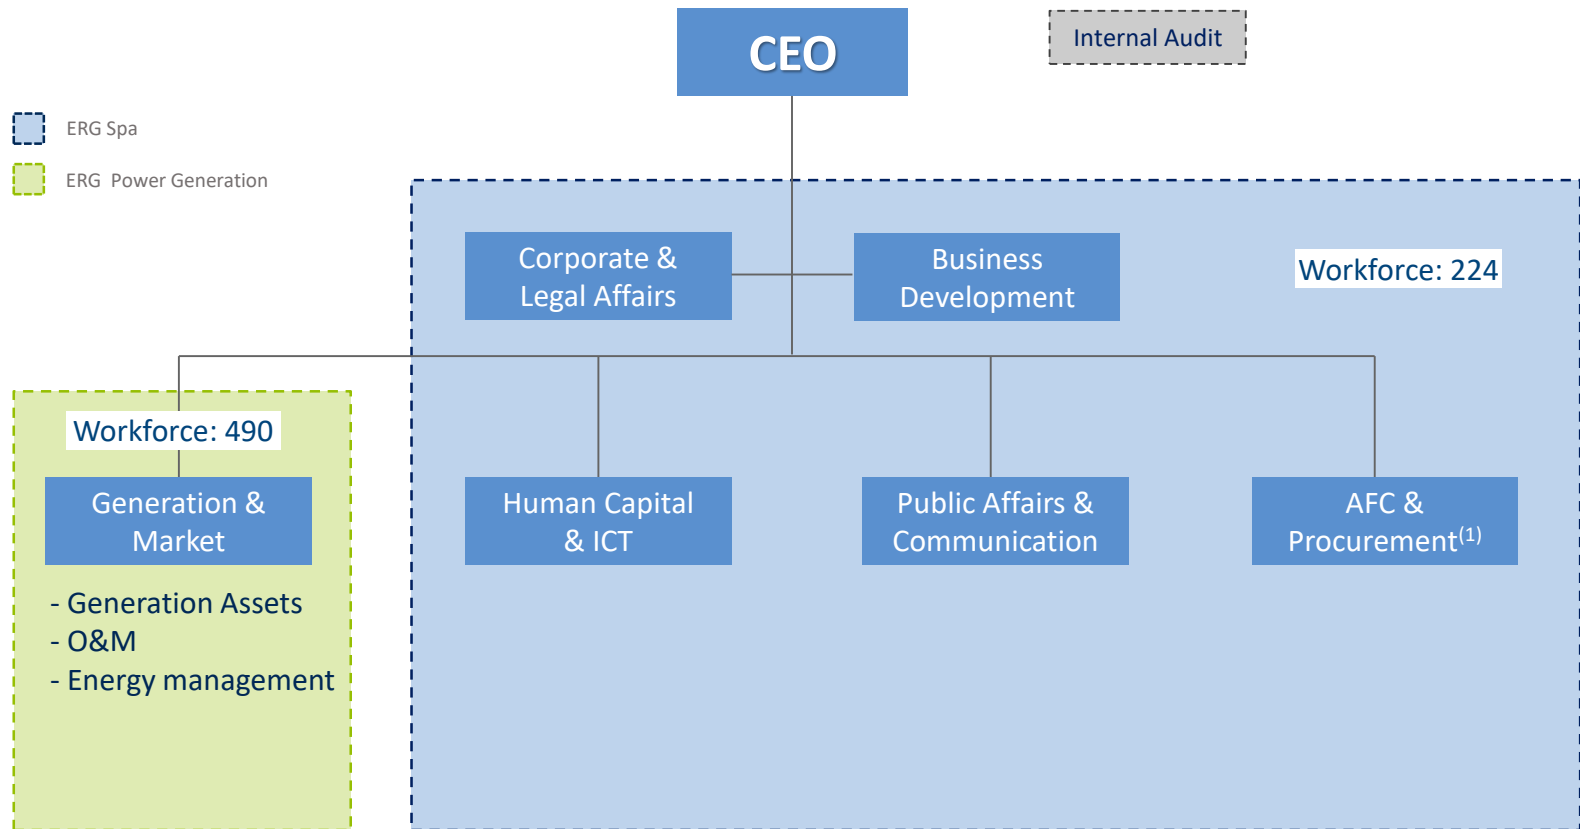 CEO
Internal Audit
ERG Spa
ERG Power Generation
Corporate &
Legal Affairs
Business
Development
Workforce: 224
Workforce: 490
Generation &
Market
Human Capital
& ICT
Public Affairs &
Communication
AFC &
Procurement(1)
- Generation Assets
- O&M
- Energy management